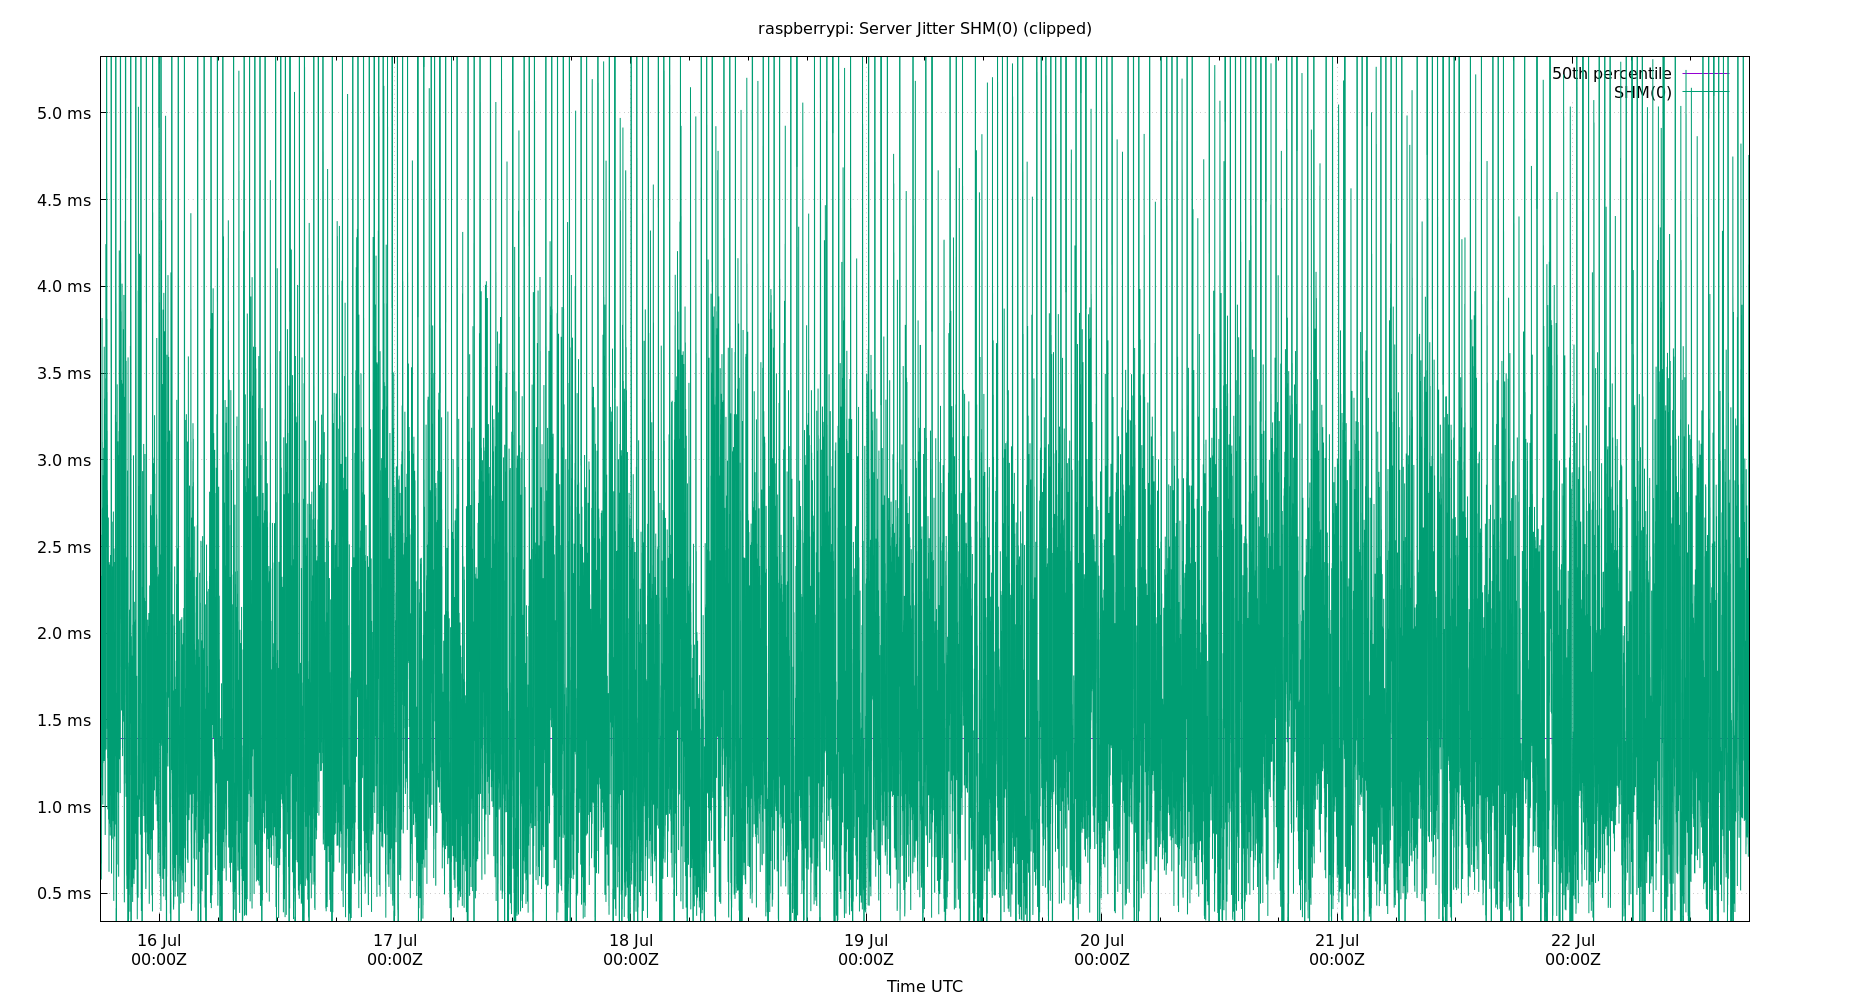 raspberrypi: Server Jitter SHM(0) (clipped)
50th percentile
SHM(0)
5.0 ms
4.5 ms
4.0 ms
3.5 ms
3.0 ms
2.5 ms
2.0 ms
1.5 ms
1.0 ms
0.5 ms
16 Jul 17 Jul 18 Jul 19 Jul 20 Jul 21 Jul 22 Jul
00:00Z 00:00Z 00:00Z 00:00Z 00:00Z 00:00Z 00:00Z
Time UTC